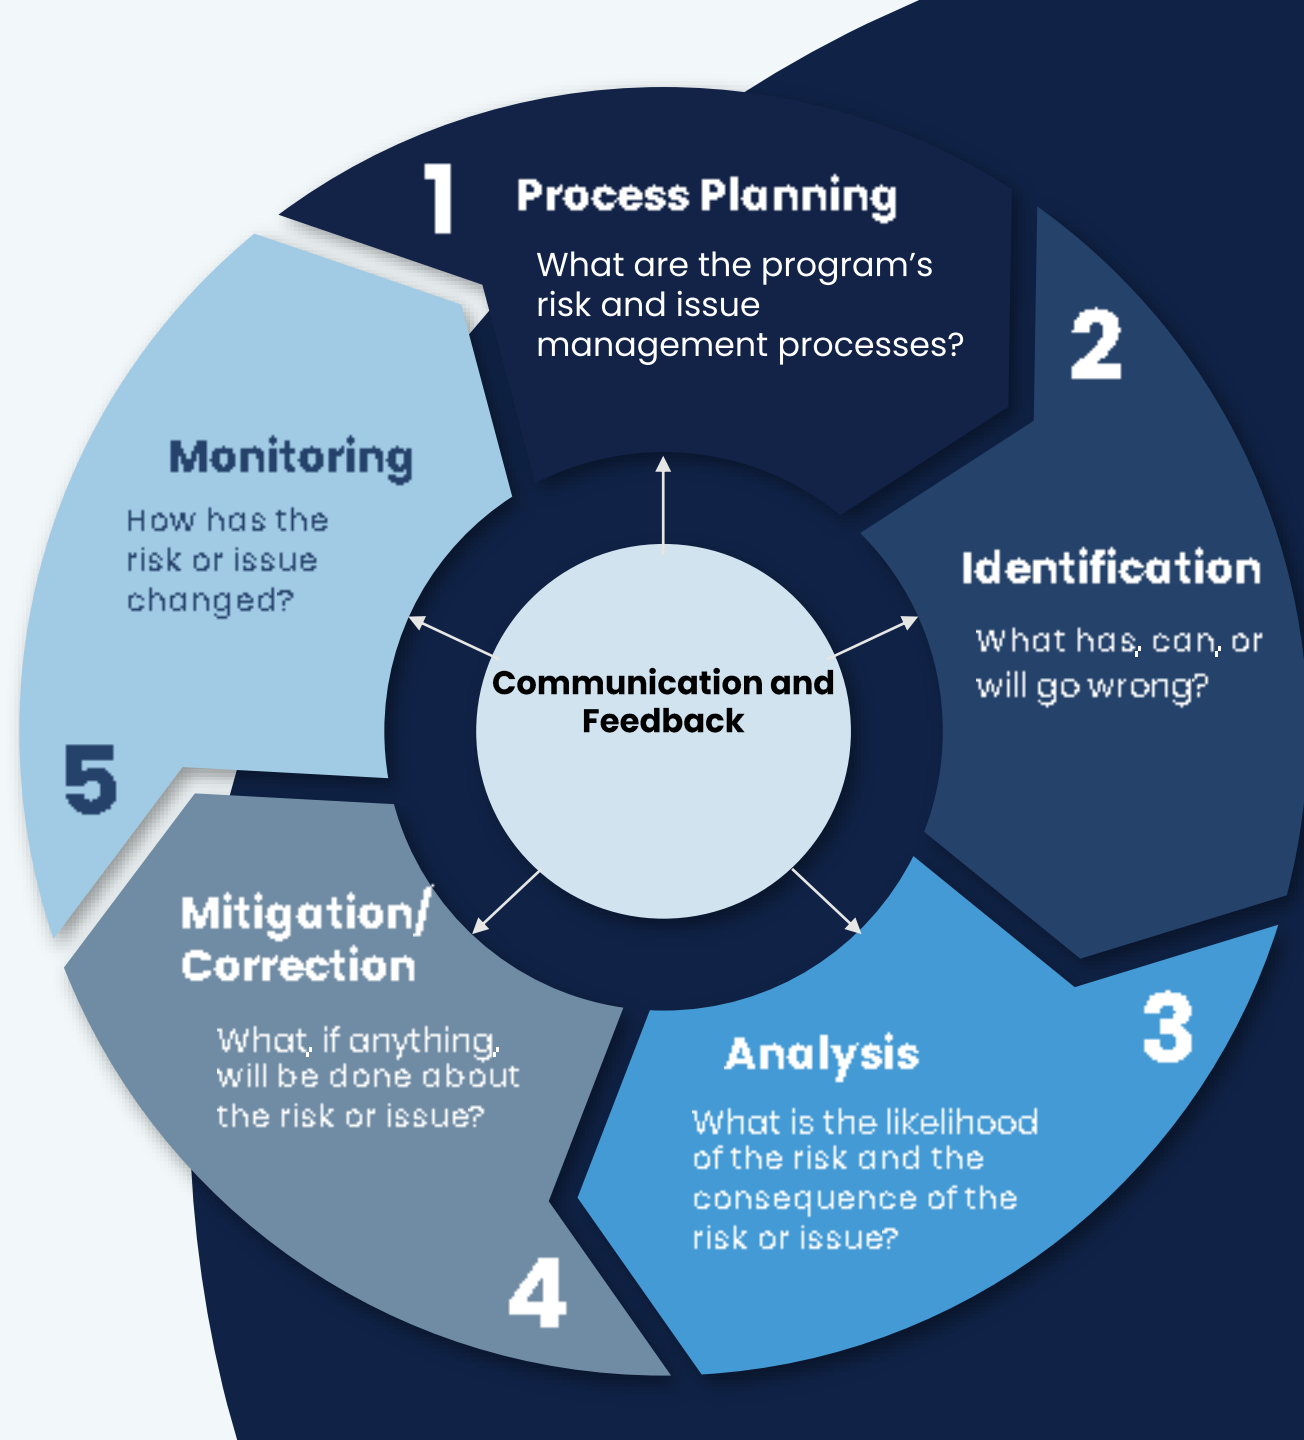 1
Process Planning
What are the program’s
risk and issue
management processes?
2
Identification
What has, can, or
will go wrong?
3
Analysis
What is the likelihood
of the risk and the
consequence of the
risk or issue?
4
Mitigation/
Correction
What, if anything,
will be done about
the risk or issue?
5
Monitoring
How has the
risk or issue
changed?
Communication and
Feedback